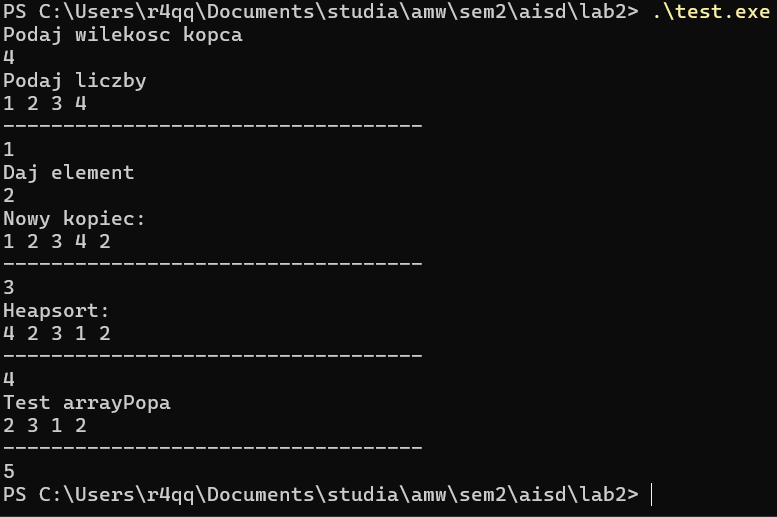 PS C:\Users\r4qq\Documents\studia\amw\sem2\aisd\lab2> .\test.exe
Podaj wilekosc kopca
4
Podaj liczby
1 2 3 4
-----------------------------------
1
Daj element
2
Nowy kopiec:
1 2 3 4 2
-----------------------------------
3
Heapsort:
4 2 3 1 2
-----------------------------------
4
Test arrayPopa
2 3 1 2
-----------------------------------
5
PS C:\Users\r4qq\Documents\studia\amw\sem2\aisd\lab2>